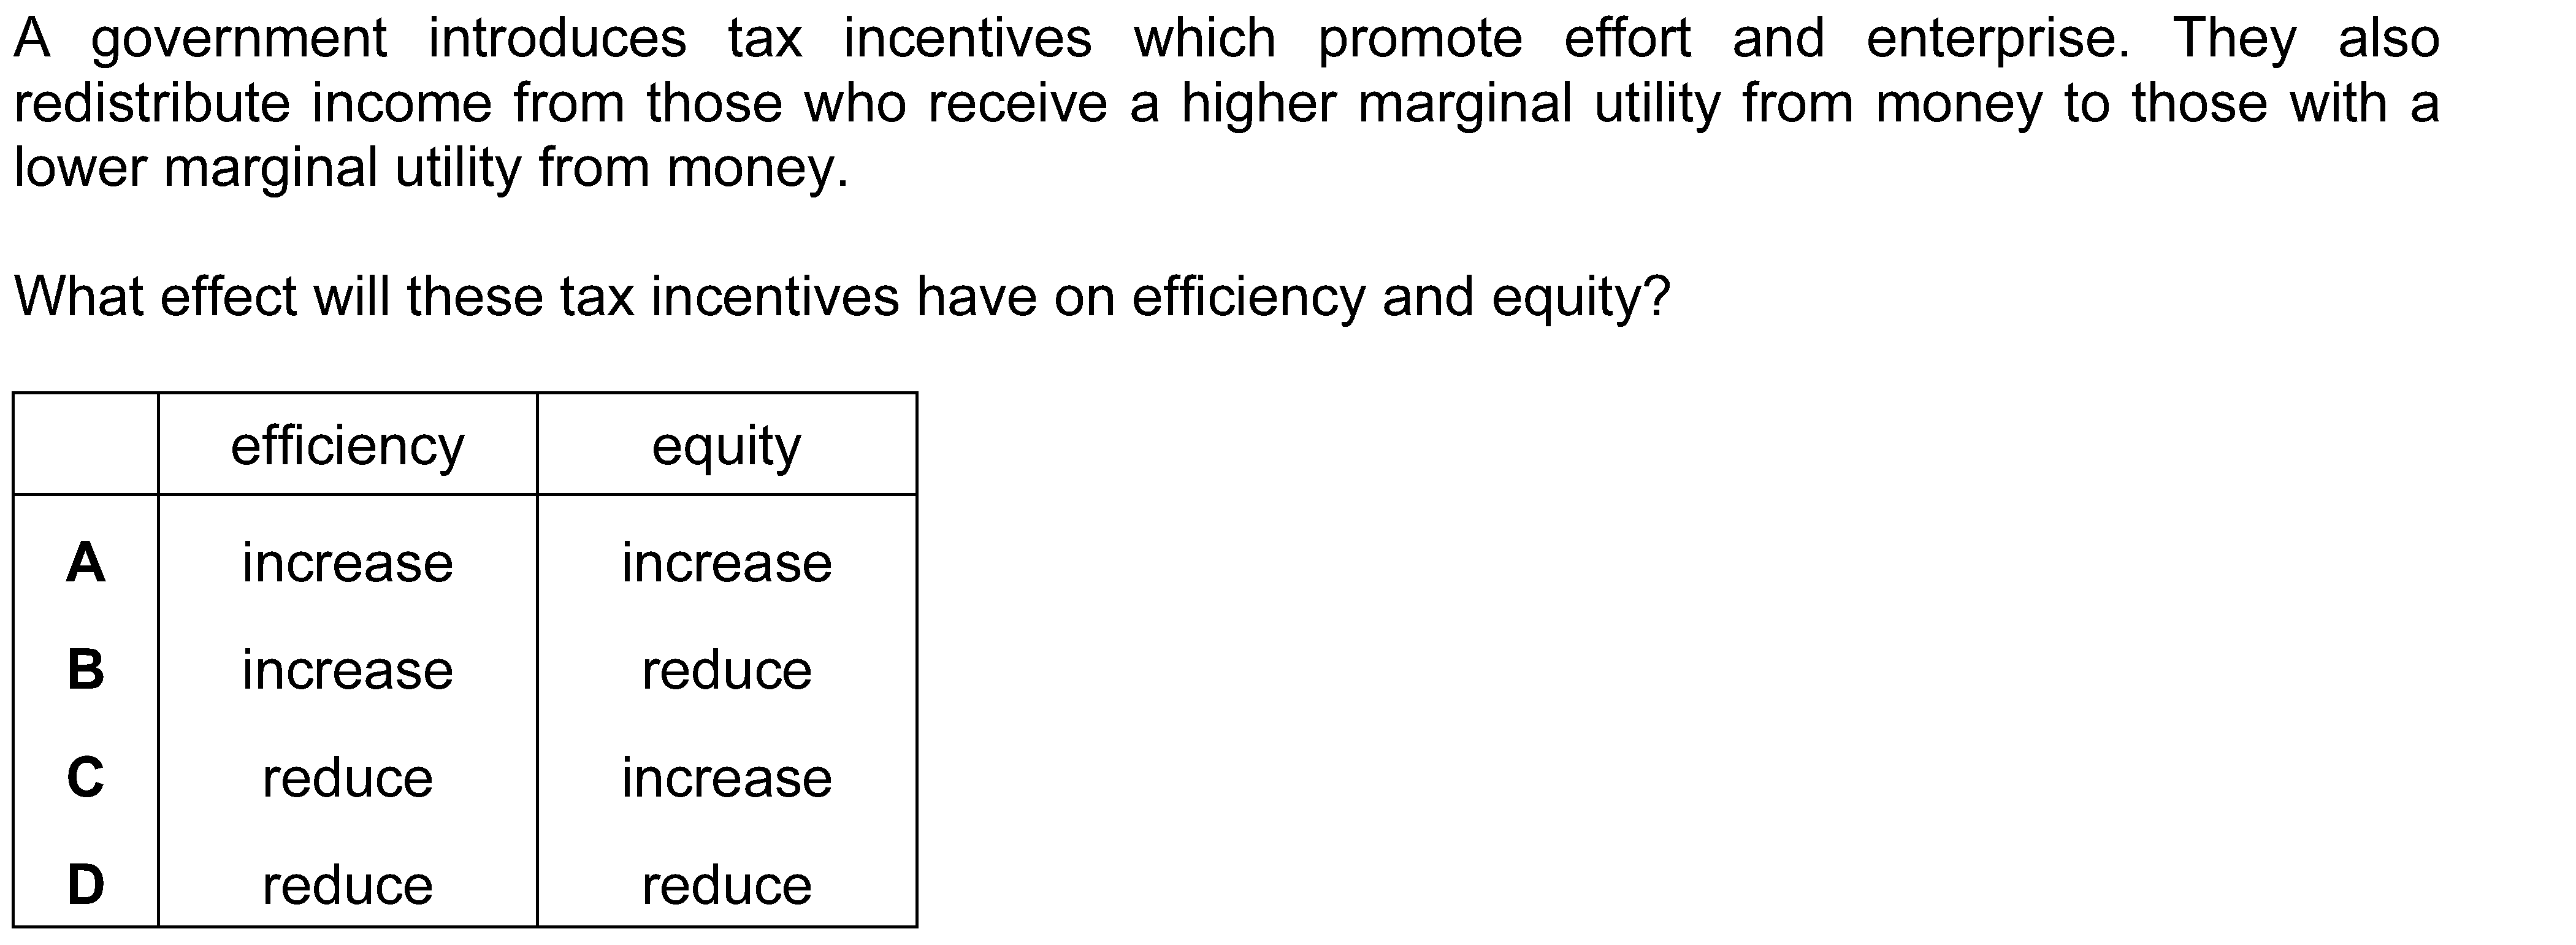 A government introduces tax incentives which promote effort and enterprise. They also
redistribute income from those who receive a higher marginal utility from money to those with a
lower marginal utility from money.
What effect will these tax incentives have on efficiency and equity?
efficiency equity
A increase increase
B increase reduce
C reduce increase
D reduce reduce